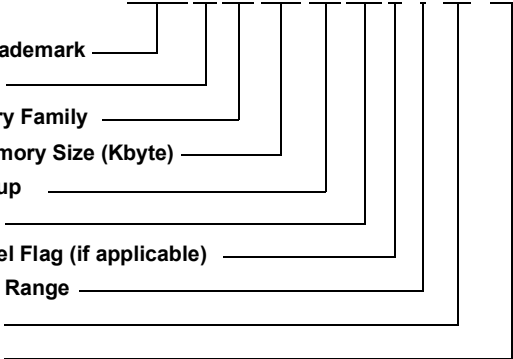 ademark
ry Family
mory Size (Kbyte)
up
el Flag (if applicable)
Range